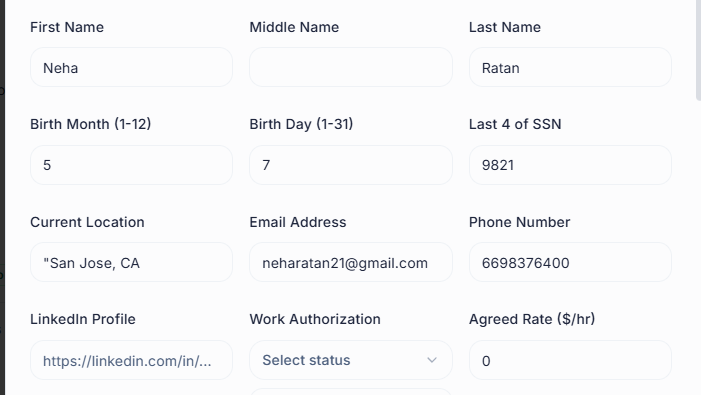 First Name Middle Name Last Name
Neha Ratan
Birth Month (1-12) Birth Day (1-31) Last 4 of SSN
5 7 9821
Current Location Email Address Phone Number
"San Jose, CA neharatan21@gmail.com 6698376400
LinkedIn Profile Work Authorization Agreed Rate ($/hr)
https://linkedin.com/in/... Select status 0